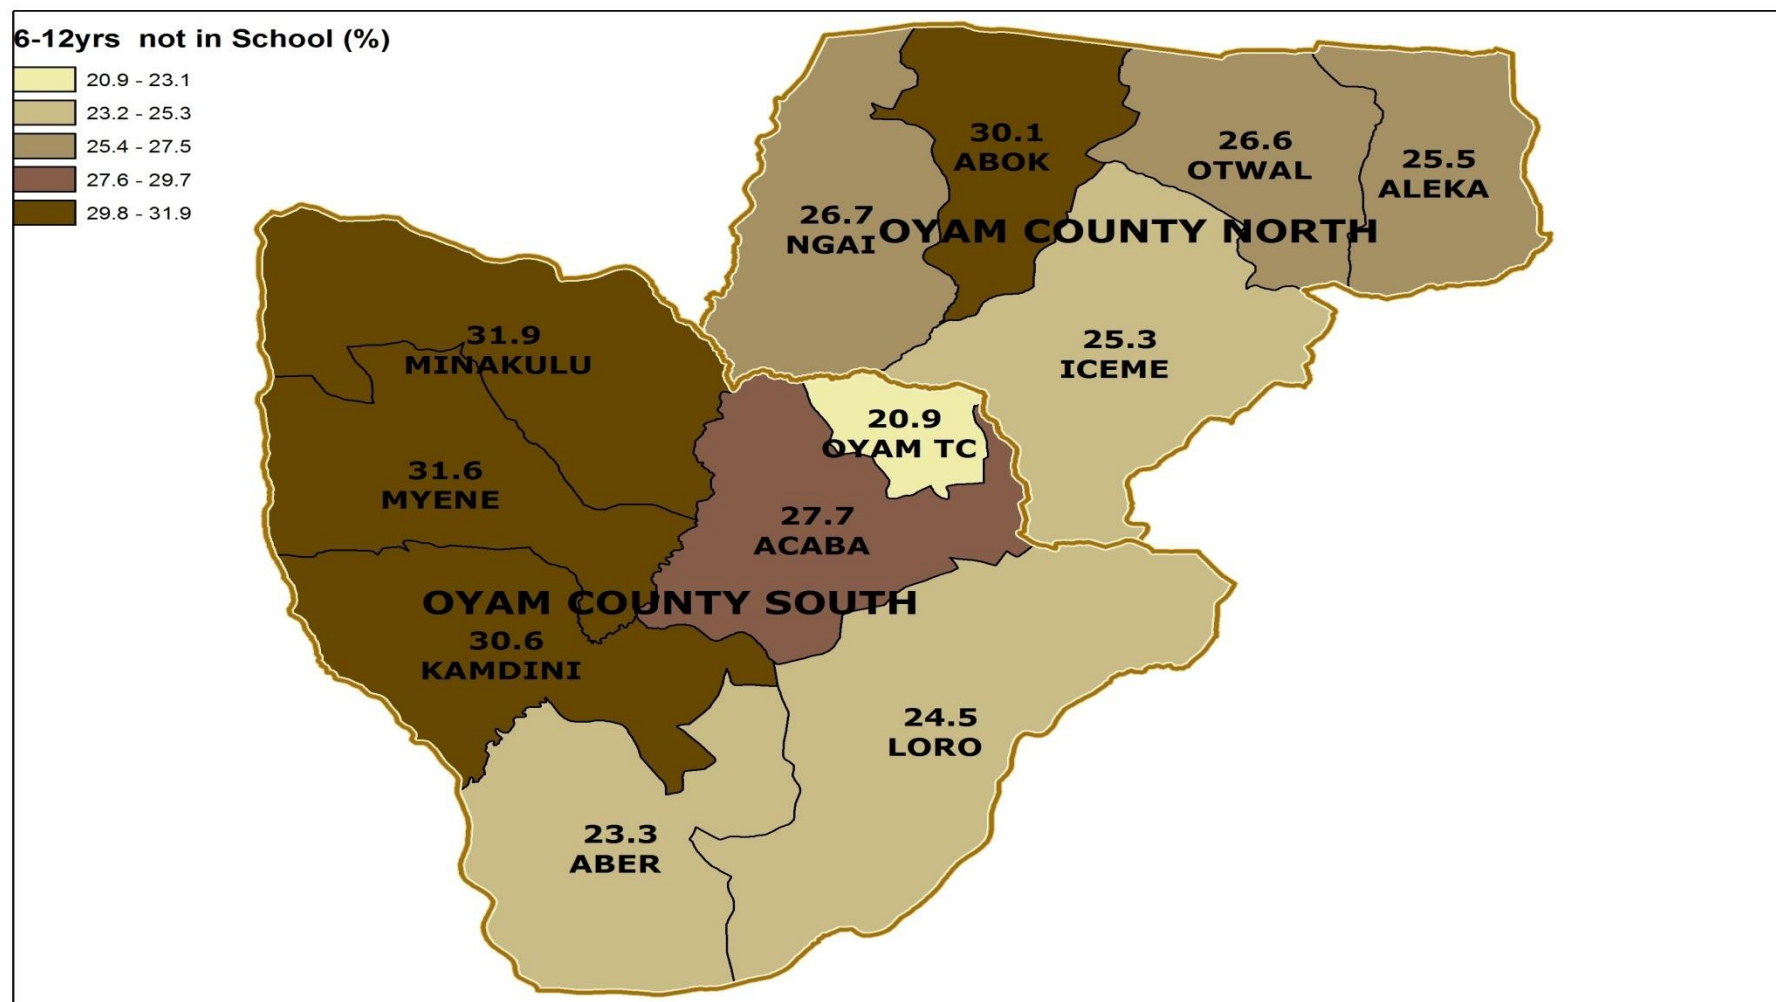 6-12yrs not in School (%)
20.9 - 23.1
23.2 - 25.3
25.4 - 27.5
27.6 - 29.7
29.8 - 31.9
30.1
ABOK
26.6
OTWAL
25.5
ALEKA
26.7
NGAI
OYAM COUNTY NORTH
31.9
MINAKULU
25.3
ICEME
20.9
OYAM TC
31.6
MYENE
27.7
ACABA
OYAM COUNTY SOUTH
30.6
KAMDINI
24.5
LORO
23.3
ABER